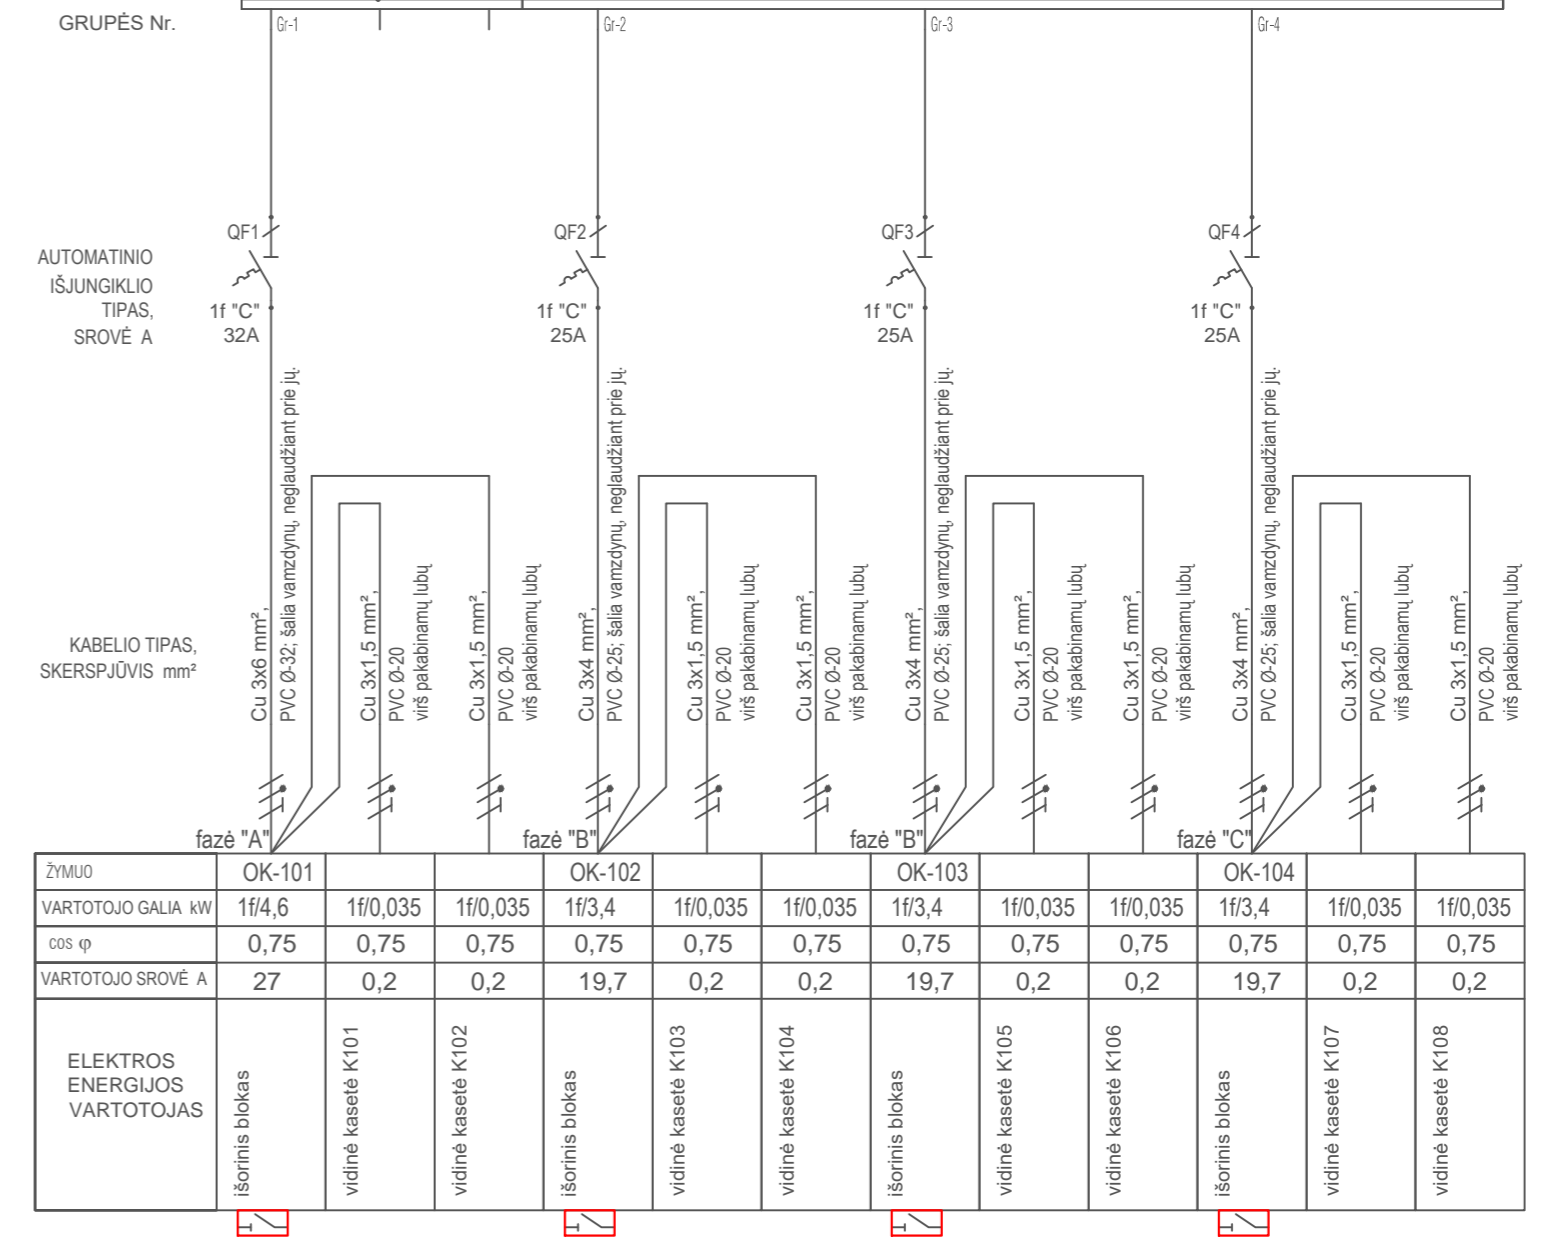 GRUPĖS Nr.
Gr-1
Gr-2
Gr-3
Gr-4
QF1
QF2
QF3
QF4
AUTOMATINIO
IŠJUNGIKLIO
TIPAS,
SROVĖ A
1f "C"
32A
1f "C"
25A
1f "C"
25A
1f "C"
25A
KABELIO TIPAS,
SKERSPJŪVIS mm²
Cu 3x6 mm²,
PVC Ø-32; šalia vamzdynų, neglaudžiant prie jų.
Cu 3x1,5 mm²,
PVC Ø-20
virš pakabinamų lubų
Cu 3x1,5 mm²,
PVC Ø-20
virš pakabinamų lubų
Cu 3x4 mm²,
PVC Ø-25; šalia vamzdynų, neglaudžiant prie jų.
Cu 3x1,5 mm²,
PVC Ø-20
virš pakabinamų lubų
Cu 3x1,5 mm²,
PVC Ø-20
virš pakabinamų lubų
Cu 3x4 mm²,
PVC Ø-25; šalia vamzdynų, neglaudžiant prie jų.
Cu 3x1,5 mm²,
PVC Ø-20
virš pakabinamų lubų
Cu 3x1,5 mm²,
PVC Ø-20
virš pakabinamų lubų
Cu 3x4 mm²,
PVC Ø-25; šalia vamzdynų, neglaudžiant prie jų.
Cu 3x1,5 mm²,
PVC Ø-20
virš pakabinamų lubų
Cu 3x1,5 mm²,
PVC Ø-20
virš pakabinamų lubų
fazė "A"
fazė "B"
fazė "B"
fazė "C"
ŽYMUO OK-101 OK-102 OK-103 OK-104
VARTOTOJO GALIA kW 1f/4,6 1f/0,035 1f/0,035 1f/3,4 1f/0,035 1f/0,035 1f/3,4 1f/0,035 1f/0,035 1f/3,4 1f/0,035 1f/0,035
cos φ 0,75 0,75 0,75 0,75 0,75 0,75 0,75 0,75 0,75 0,75 0,75 0,75
VARTOTOJO SROVĖ A 27 0,2 0,2 19,7 0,2 0,2 19,7 0,2 0,2 19,7 0,2 0,2
ELEKTROS
ENERGIJOS
VARTOTOJAS
išorinis blokas
vidinė kasetė K101
vidinė kasetė K102
išorinis blokas
vidinė kasetė K103
vidinė kasetė K104
išorinis blokas
vidinė kasetė K105
vidinė kasetė K106
išorinis blokas
vidinė kasetė K107
vidinė kasetė K108